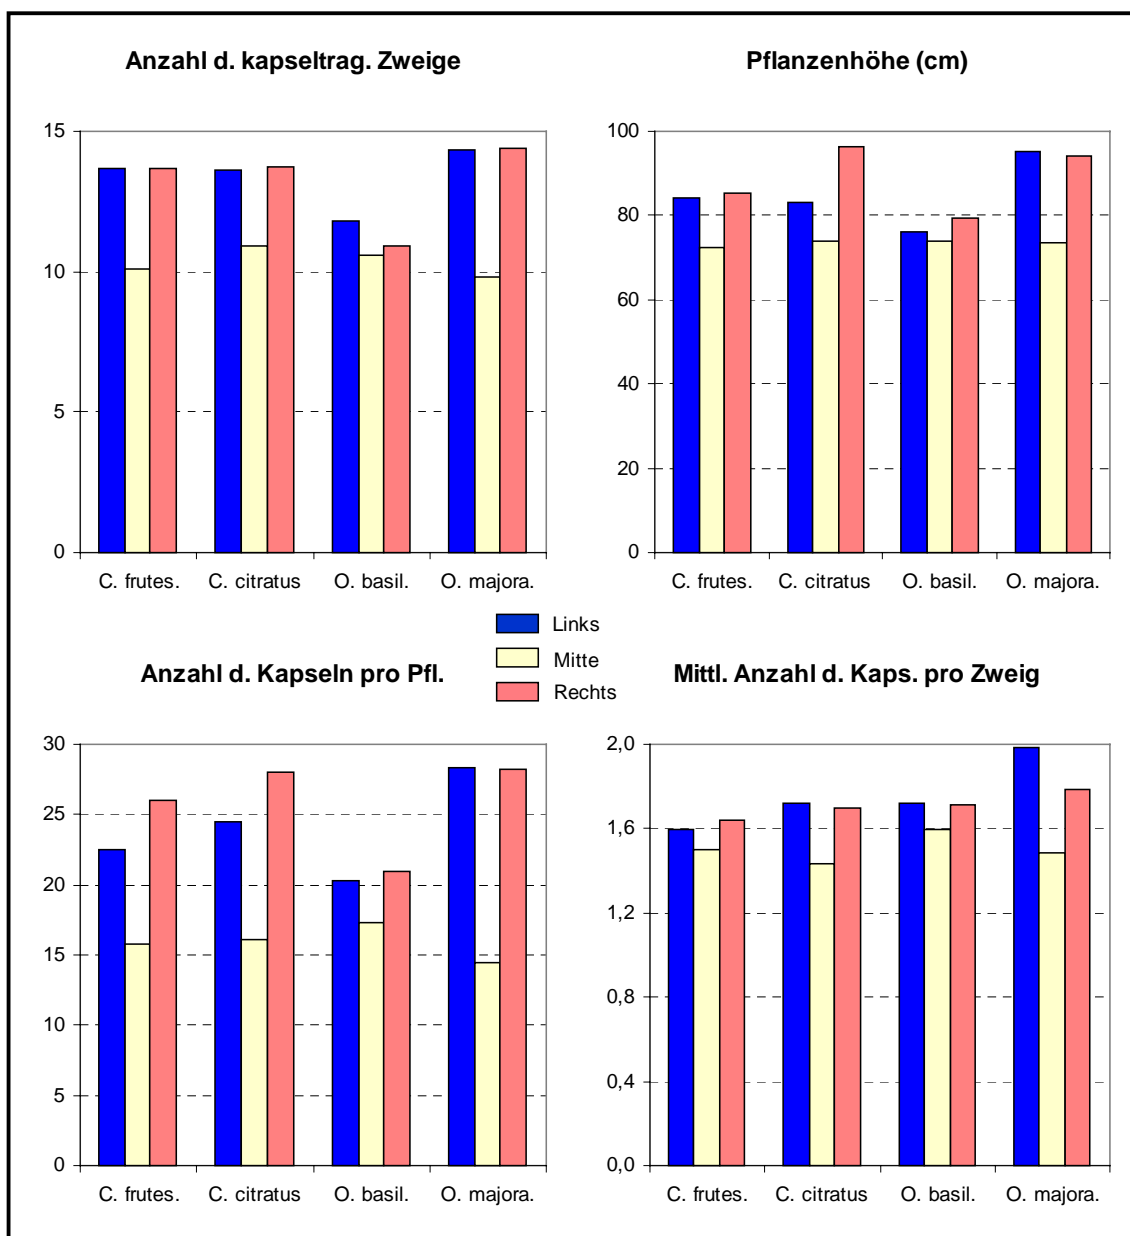 Anzahl d. kapseltrag. Zweige
15
10
5
0
C. frutes. C. citratus O. basil. O. majora.
Pflanzenhöhe (cm)
100
80
60
40
20
0
C. frutes. C. citratus O. basil. O. majora.
Links
Mitte
Rechts
Anzahl d. Kapseln pro Pfl.
30
25
20
15
10
5
0
C. frutes. C. citratus O. basil. O. majora.
Mittl. Anzahl d. Kaps. pro Zweig
2,0
1,6
1,2
0,8
0,4
0,0
C. frutes. C. citratus O. basil. O. majora.